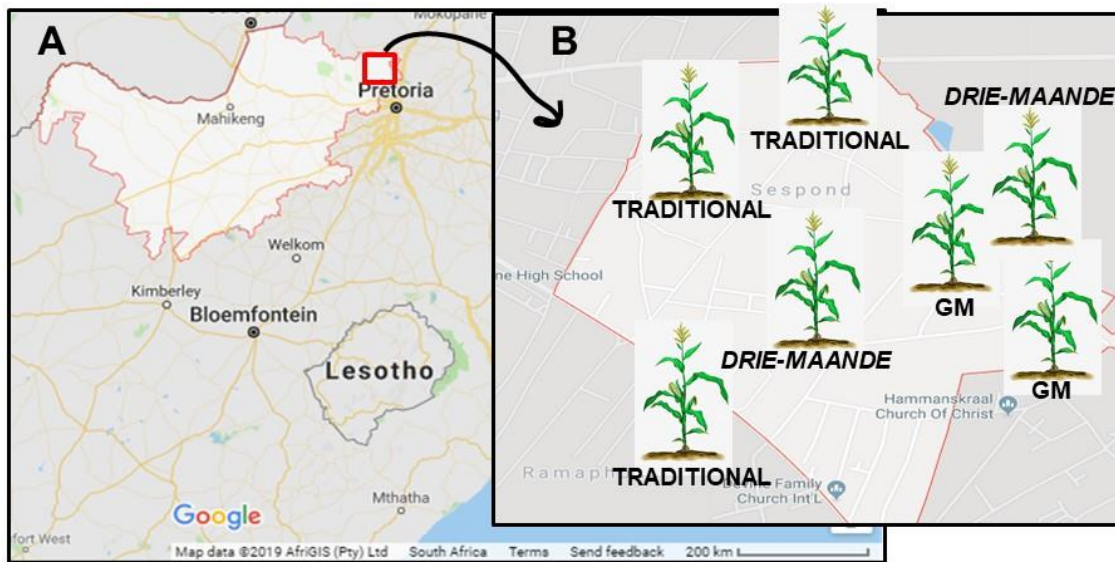 A
Mokopane
Mahikeng
Pretoria
Welkom
Kimberley
Bloemfontein
Lesotho
Mthatha
fort West
Google
Map data ©2019 AfriGIS (Pty) Ltd South Africa Terms Send feedback 200 km
B
DRIE-MAANDE
TRADITIONAL
TRADITIONAL
Sespond
ne High School
GM
DRIE-MAANDE
GM
Hammanskraal
Church Of Christ
TRADITIONAL
Ramaph
Devine Family
Church Int'L